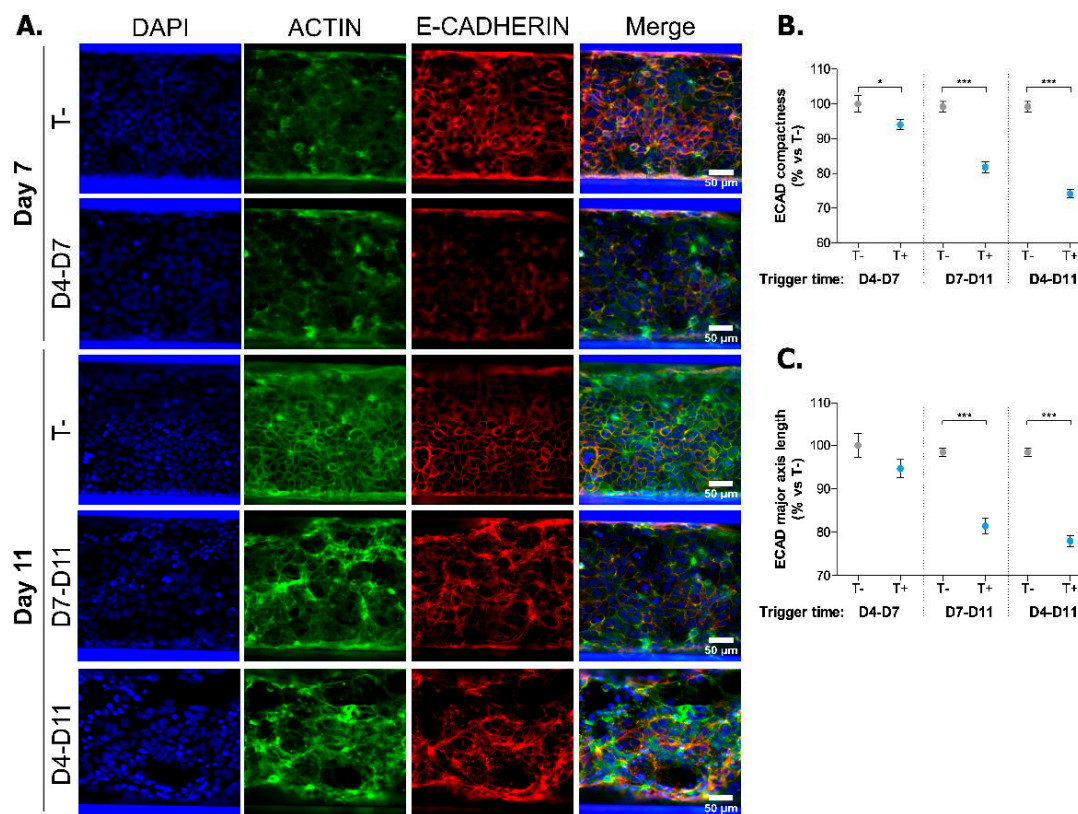 A.
DAPI ACTIN E-CADHERIN Merge
Day 7
T-
50 µm
D4-D7
50 µm
Day 11
T-
50 µm
D7-D11
50 µm
D4-D11
50 µm
B.
ECAD compactness
(% vs T-)
110
100
90
80
70
60
* *** ***
T- T+ T- T+ T- T+
Trigger time: D4-D7 D7-D11 D4-D11
C.
ECAD major axis length
(% vs T-)
110
100
90
80
70
*** ***
T- T+ T- T+ T- T+
Trigger time: D4-D7 D7-D11 D4-D11